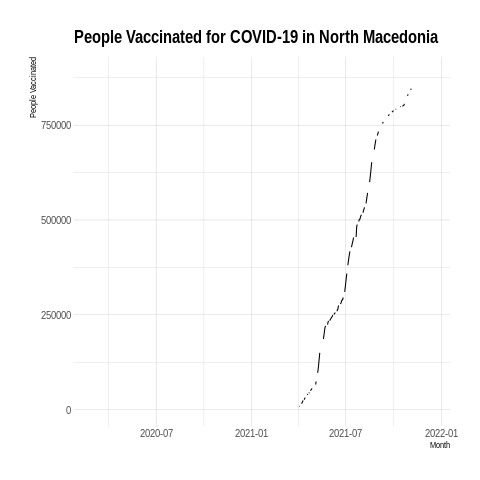 People Vaccinated for COVID-19 in North Macedonia
People Vaccinated
750000
500000
250000
0
2020-07 2021-01 2021-07 2022-01
Month